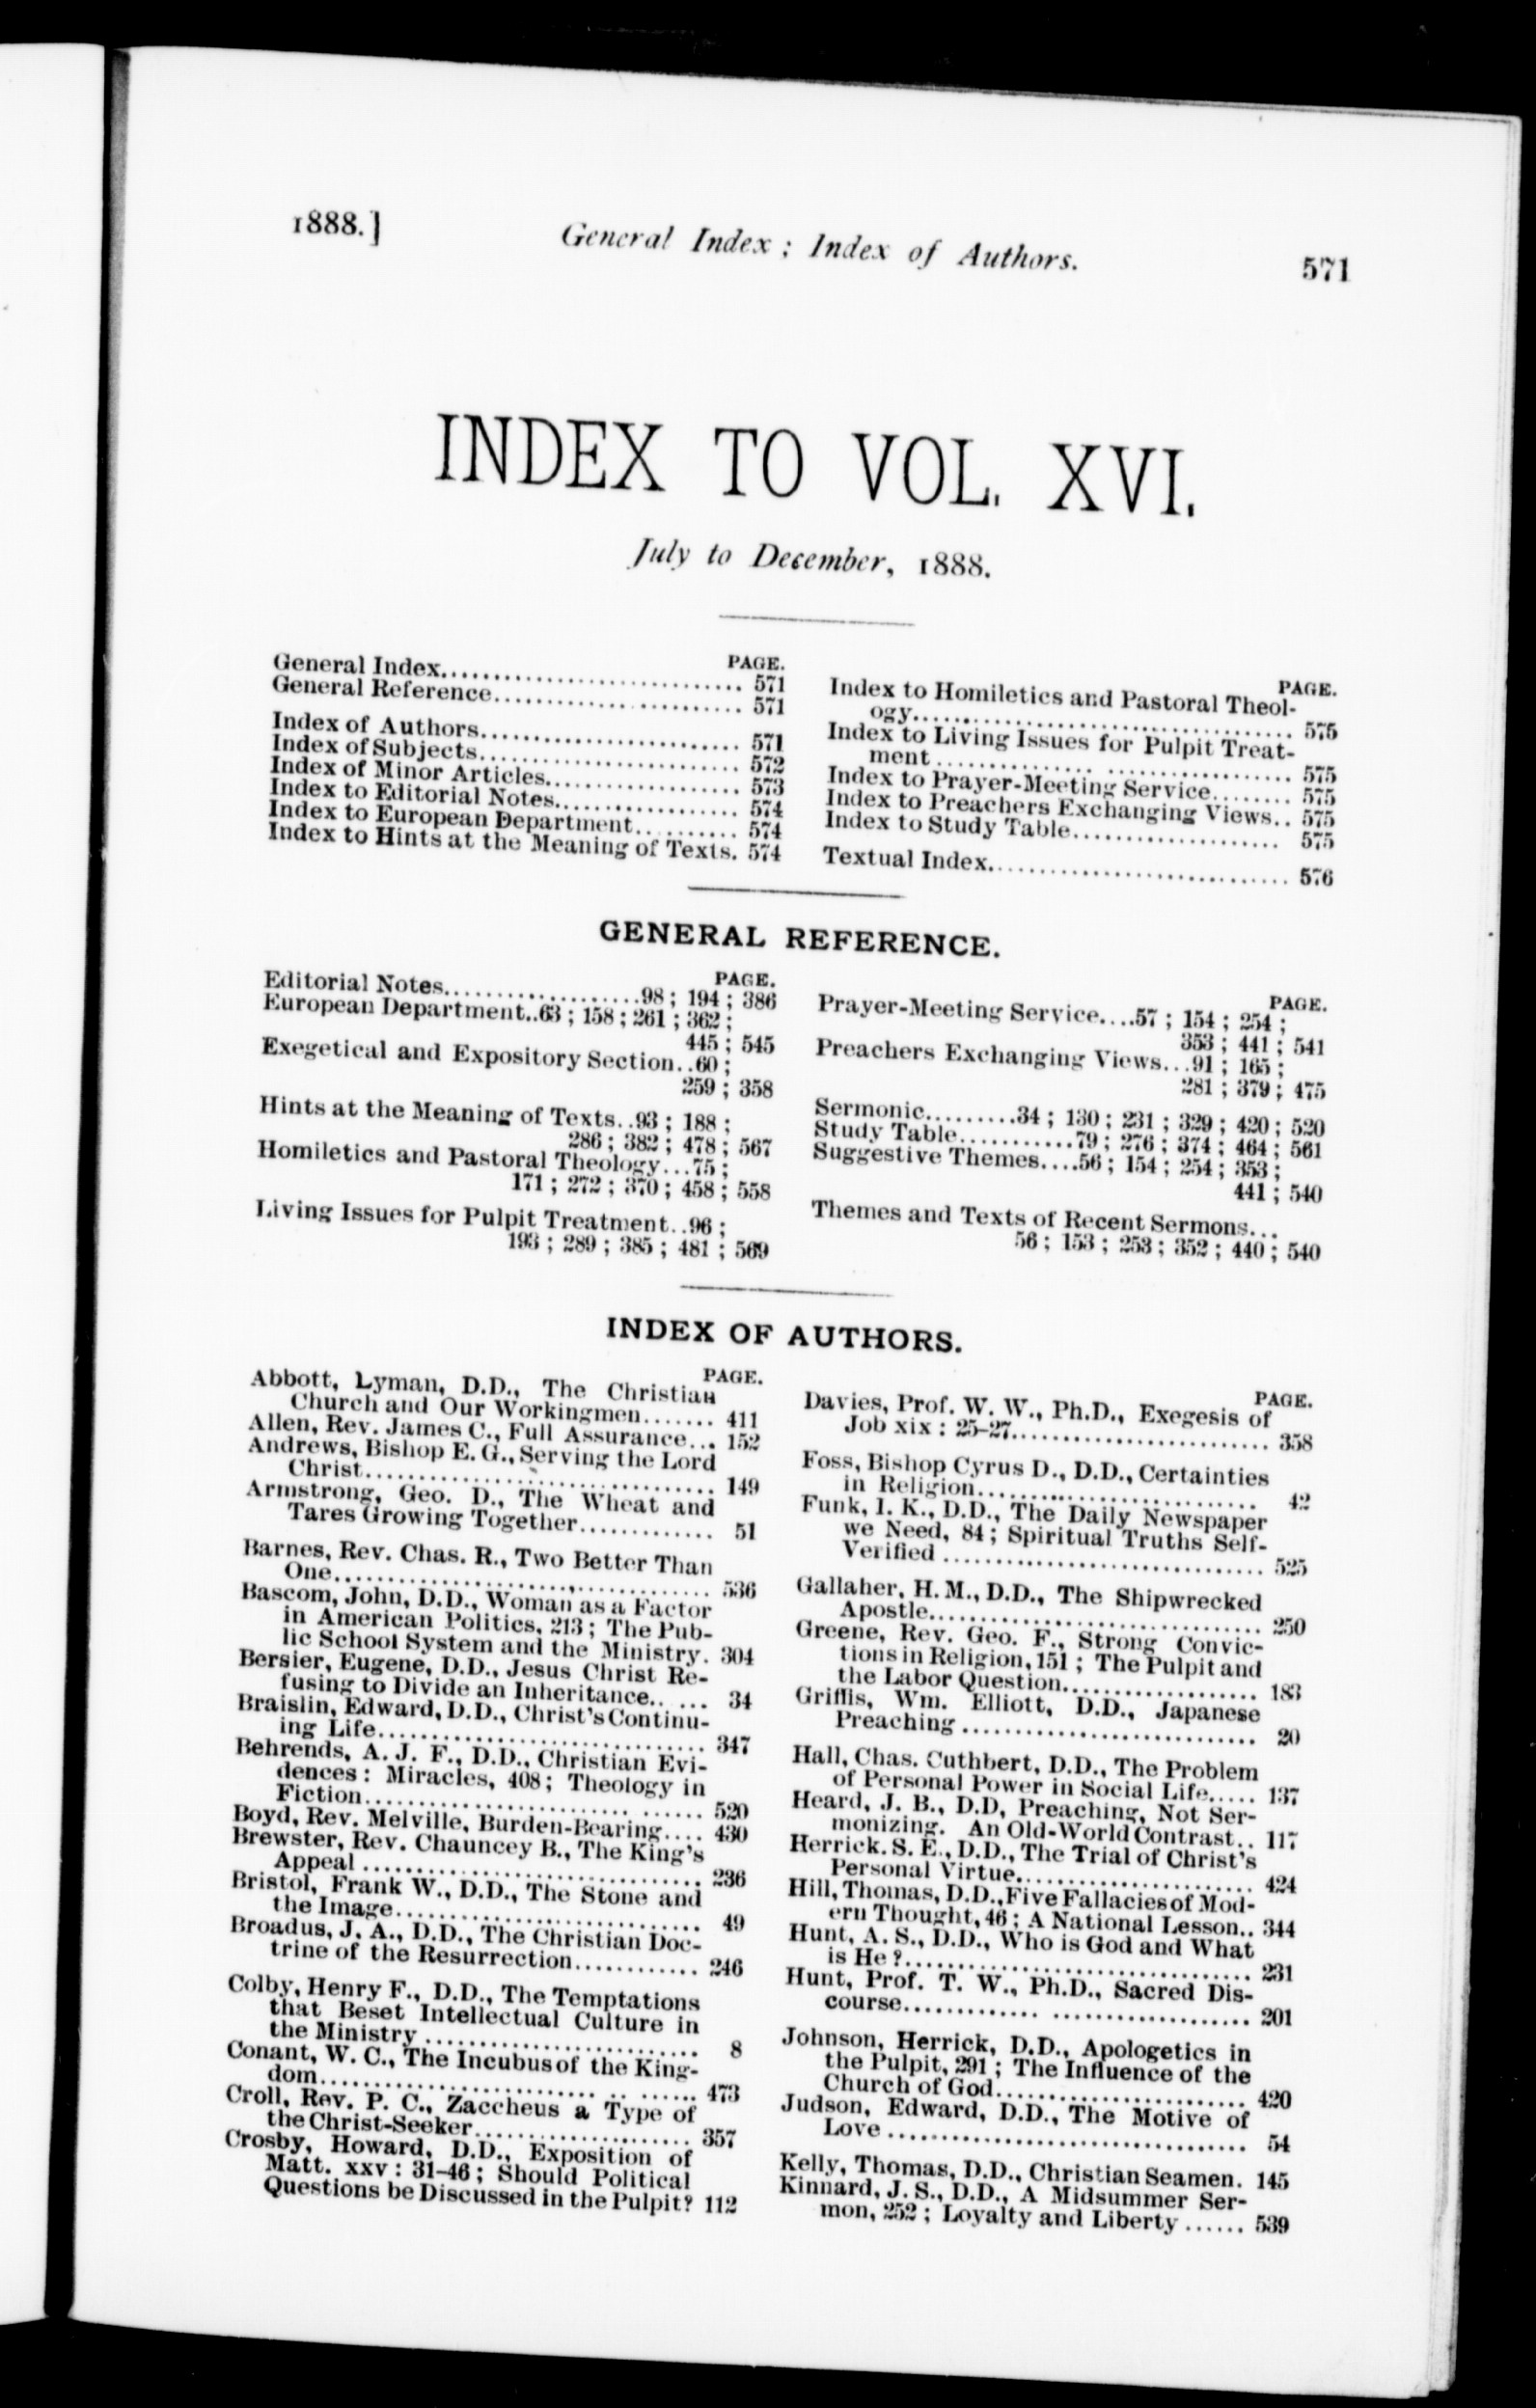 1888.]
General Index; Index of Authors.
571
INDEX TO VOL. XVI.
July to December, 1888.
PAGE.
General Index.............................. 571
General Reference......................... 571
Index of Authors.......................... 571
Index of Subjects.......................... 572
Index of Minor Articles................... 573
Index to Editorial Notes.................. 574
Index to European Department.......... 574
Index to Hints at the Meaning of Texts. 574
PAGE.
Index to Homiletics and Pastoral Theol-
ogy...................................... 575
Index to Living Issues for Pulpit Treat-
ment.................................... 575
Index to Prayer-Meeting Service........ 575
Index to Preachers Exchanging Views.. 575
Index to Study Table.................... 575
Textual Index.............................. 576
GENERAL REFERENCE.
PAGE.
Editorial Notes...................98; 194; 386
European Department..63; 158; 261; 362;
445; 545
Exegetical and Expository Section..60;
259; 358
Hints at the Meaning of Texts..93; 188;
286; 382; 478; 567
Homiletics and Pastoral Theology...75;
171; 272; 370; 458; 558
Living Issues for Pulpit Treatment..96;
193; 289; 385; 481; 569
PAGE.
Prayer-Meeting Service....57; 154; 254;
353; 441; 541
Preachers Exchanging Views...91; 165;
281; 379; 475
Sermonic.........34; 130; 231; 329; 420; 520
Study Table...........79; 276; 374; 464; 561
Suggestive Themes....56; 154; 254; 353;
441; 540
Themes and Texts of Recent Sermons...
56; 153; 253; 352; 440; 540
INDEX OF AUTHORS.
PAGE.
Abbott, Lyman, D.D., The Christian
Church and Our Workingmen....... 411
Allen, Rev. James C., Full Assurance... 152
Andrews, Bishop E. G., Serving the Lord
Christ................................... 149
Armstrong, Geo. D., The Wheat and
Tares Growing Together............. 51
Barnes, Rev. Chas. R., Two Better Than
One...................................... 536
Bascom, John, D.D., Woman as a Factor
in American Politics, 213; The Pub-
lic School System and the Ministry. 304
Bersier, Eugene, D.D., Jesus Christ Re-
fusing to Divide an Inheritance.. ... 34
Braislin, Edward, D.D., Christ's Continu-
ing Life................................. 347
Behrends, A. J. F., D.D., Christian Evi-
dences: Miracles, 408; Theology in
Fiction.......................... ...... 520
Boyd, Rev. Melville, Burden-Bearing.... 430
Brewster, Rev. Chauncey B., The King's
Appeal .................................. 236
Bristol, Frank W., D.D., The Stone and
the Image............................... 49
Broadus, J. A., D.D., The Christian Doc-
trine of the Resurrection............ 246
Colby, Henry F., D.D., The Temptations
that Beset Intellectual Culture in
the Ministry ............................ 8
Conant, W. C., The Incubus of the King-
dom........................... .. ...... 473
Croll, Rev. P. C., Zaccheus a Type of
the Christ-Seeker...................... 357
Crosby, Howard, D.D., Exposition of
Matt. xxv: 31-46; Should Political
Questions be Discussed in the Pulpit? 112
PAGE.
Davies, Prof. W. W., Ph.D., Exegesis of
Job xix: 25-27.......................... 358
Foss, Bishop Cyrus D., D.D., Certainties
in Religion............................. 42
Funk, I. K., D.D., The Daily Newspaper
we Need, 84; Spiritual Truths Self-
Verified ................................. 525
Gallaher, H. M., D.D., The Shipwrecked
Apostle.................................. 250
Greene, Rev. Geo. F., Strong Convic-
tions in Religion, 151; The Pulpit and
the Labor Question.................... 183
Griffis, Wm. Elliott, D.D., Japanese
Preaching ............................... 20
Hall, Chas. Cuthbert, D.D., The Problem
of Personal Power in Social Life..... 137
Heard, J. B., D.D, Preaching, Not Ser-
monizing. An Old-World Contrast.. 117
Herrick. S. E., D.D., The Trial of Christ's
Personal Virtue........................ 424
Hill, Thomas, D.D., Five Fallacies of Mod-
ern Thought, 46; A National Lesson.. 344
Hunt, A. S., D.D., Who is God and What
is He?................................... 231
Hunt, Prof. T. W., Ph.D., Sacred Dis-
course............. .................... 201
Johnson, Herrick, D.D., Apologetics in
the Pulpit, 291; The Influence of the
Church of God.......................... 420
Judson, Edward, D.D., The Motive of
Love .................................... 54
Kelly, Thomas, D.D., Christian Seamen. 145
Kinnard, J. S., D.D., A Midsummer Ser-
mon, 252; Loyalty and Liberty ...... 539